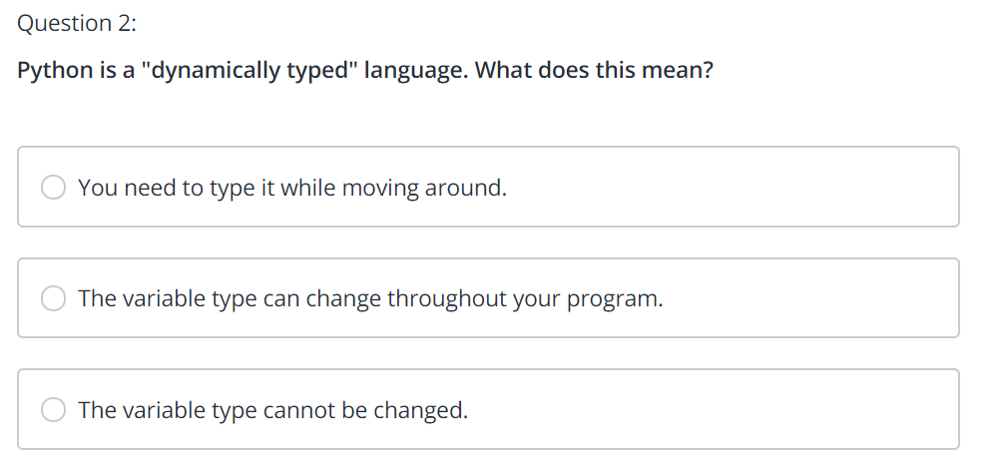 Question 2:
Python is a "dynamically typed" language. What does this mean?
You need to type it while moving around.
The variable type can change throughout your program.
The variable type cannot be changed.